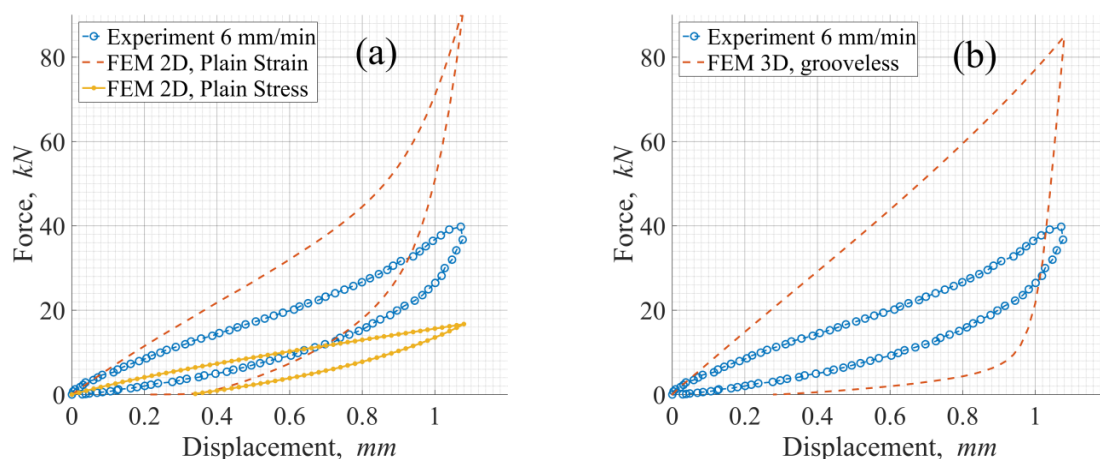 Experiment 6 mm/min
FEM 2D, Plain Strain
FEM 2D, Plain Stress
(a)
80
60
40
20
0
Force, kN
0 0.2 0.4 0.6 0.8 1
Displacement, mm
Experiment 6 mm/min
FEM 3D, grooveless
(b)
80
60
40
20
0
Force, kN
0 0.2 0.4 0.6 0.8 1
Displacement, mm